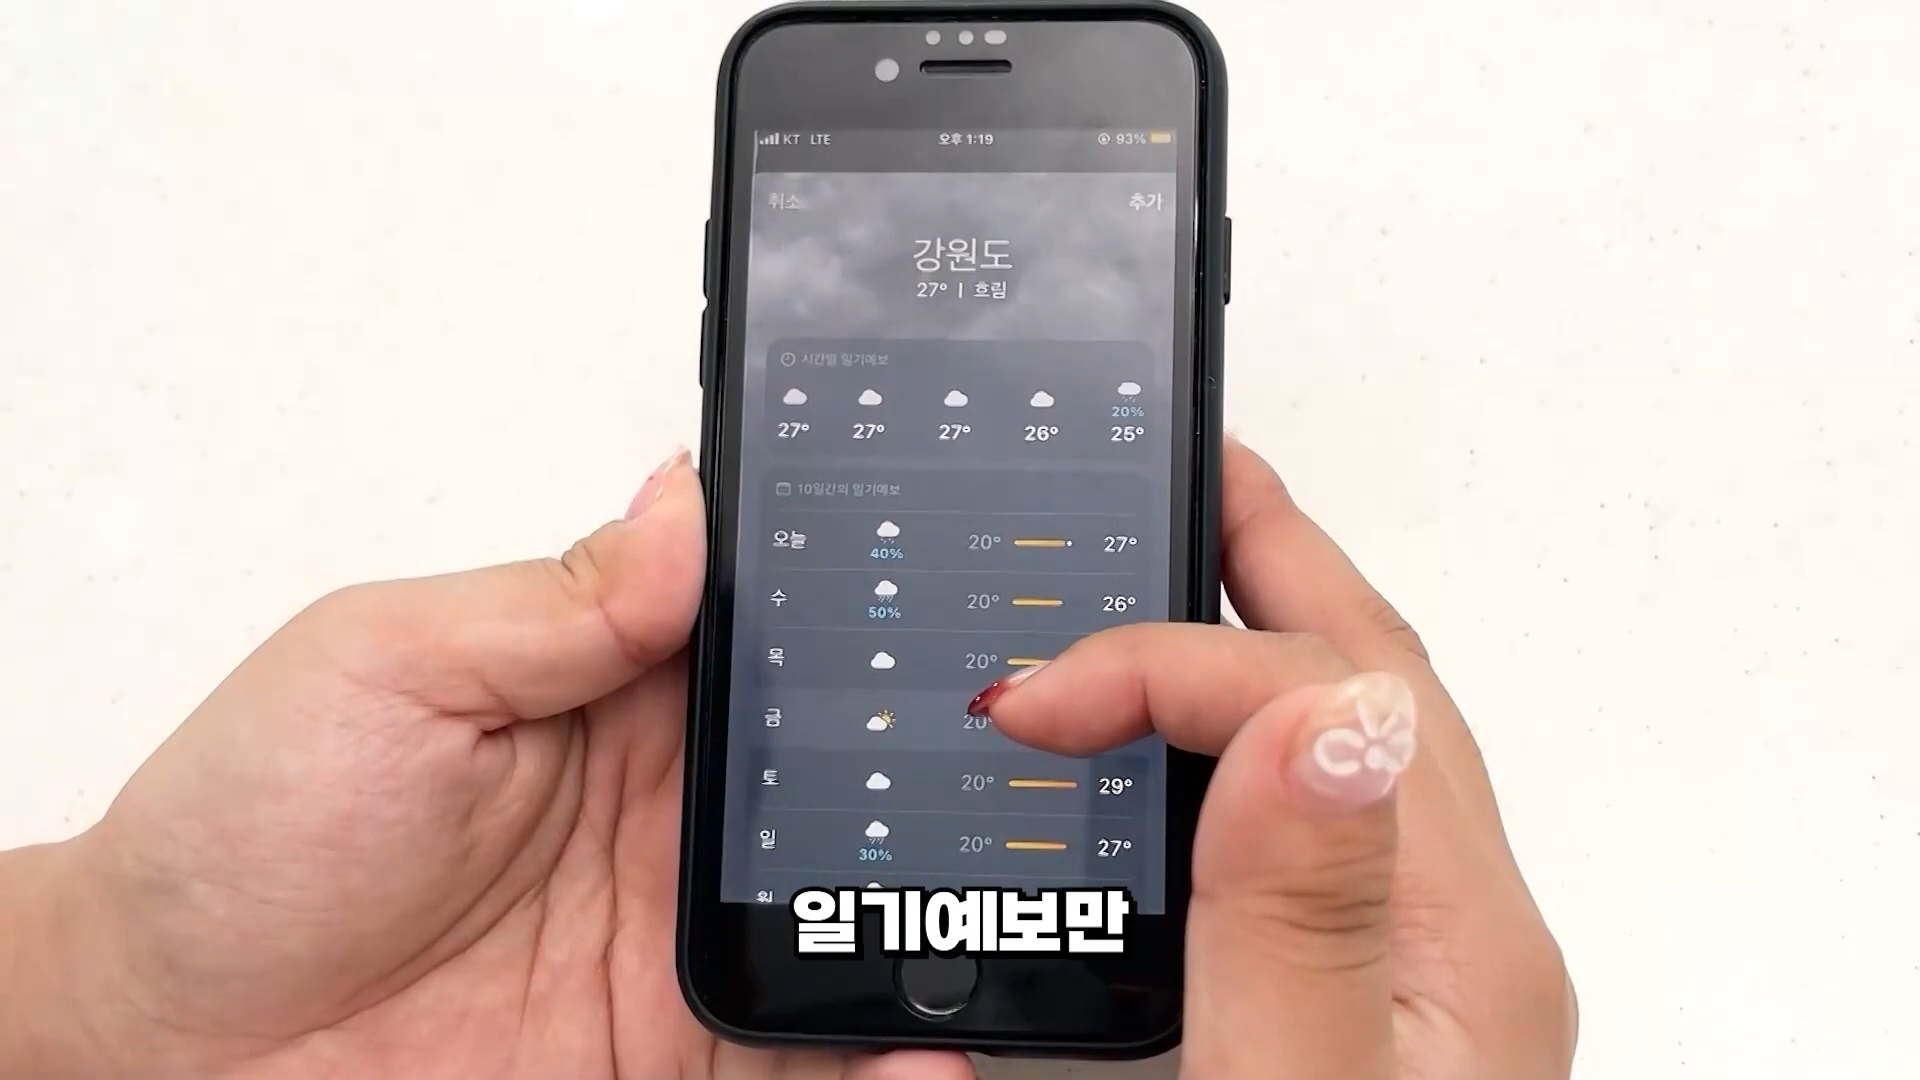 KT LTE 오후 1:19 93%
취소 추가
강원도
27° | 흐림
시간별 일기예보
20%
27° 27° 27° 26° 25°
10일간의 일기예보
오늘 40% 20° 27°
수 50% 20° 26°
목 20°
금 20°
토 20° 29°
일 30% 20° 27°
일기예보만